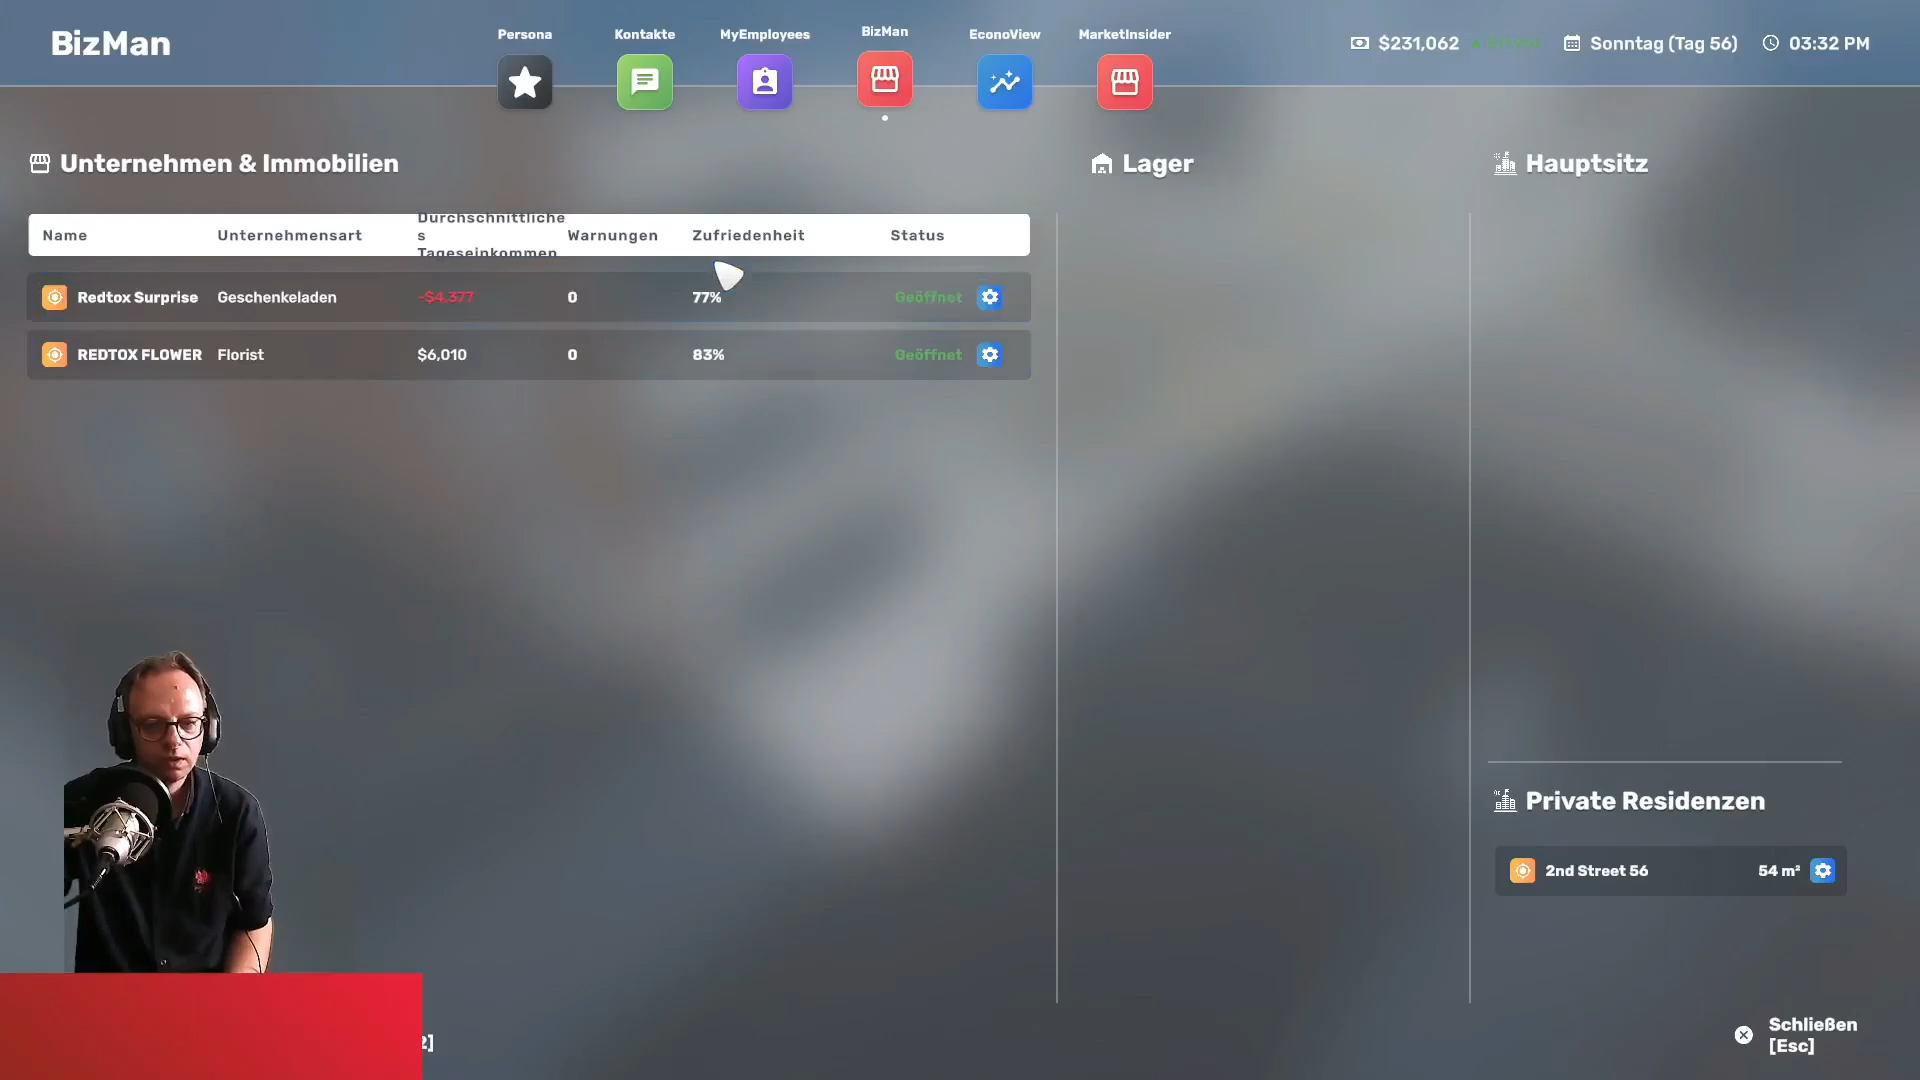 BizMan
Persona
Kontakte
MyEmployees
BizMan
EconoView
MarketInsider
$231,062
Sonntag (Tag 56)
03:32 PM
Unternehmen & Immobilien
Name
Unternehmensart
Durchschnittliche
s
Tageseinkommen
Warnungen
Zufriedenheit
Status
Redtox Surprise
Geschenkeladen
-$4,377
0
77%
Geöffnet
REDTOX FLOWER
Florist
$6,010
0
83%
Geöffnet
Lager
Hauptsitz
Private Residenzen
2nd Street 56
54 m²
2]
Schließen
[Esc]